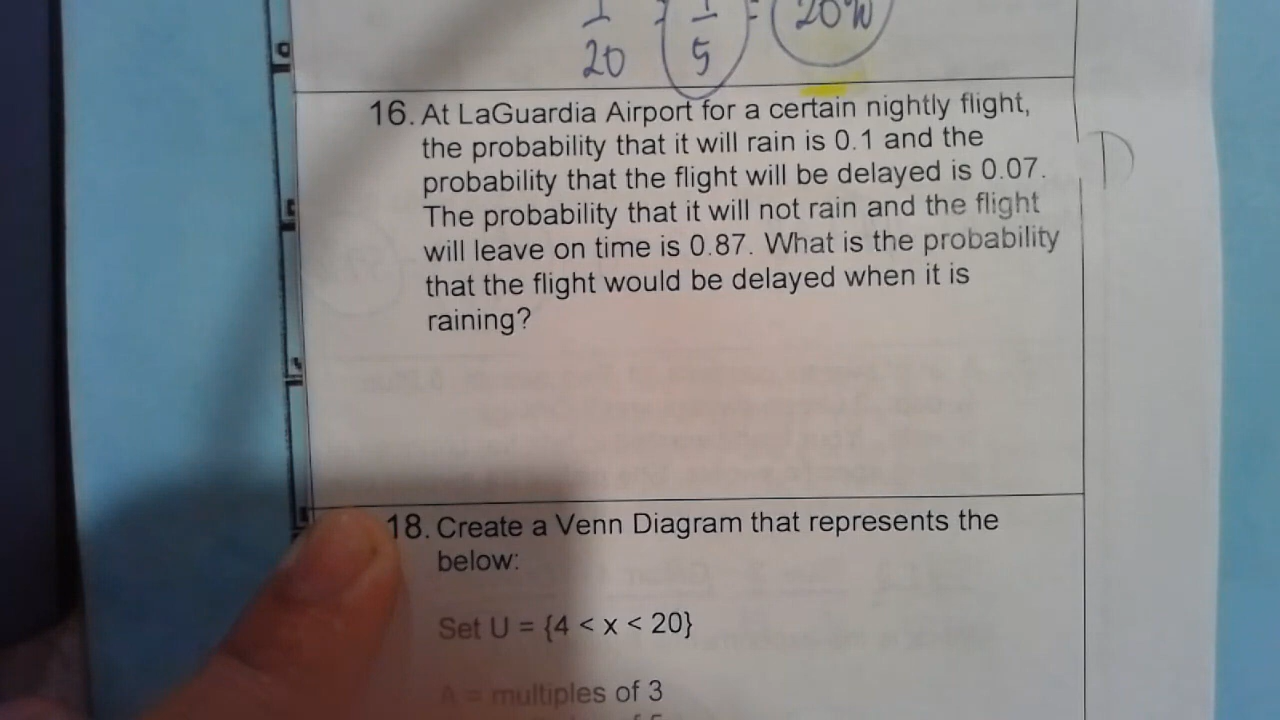 1 = 1 = 20%
20 5
16. At LaGuardia Airport for a certain nightly flight,
the probability that it will rain is 0.1 and the
probability that the flight will be delayed is 0.07.
The probability that it will not rain and the flight
will leave on time is 0.87. What is the probability
that the flight would be delayed when it is
raining?
18. Create a Venn Diagram that represents the
below:
Set U = {4 < x < 20}
A = multiples of 3